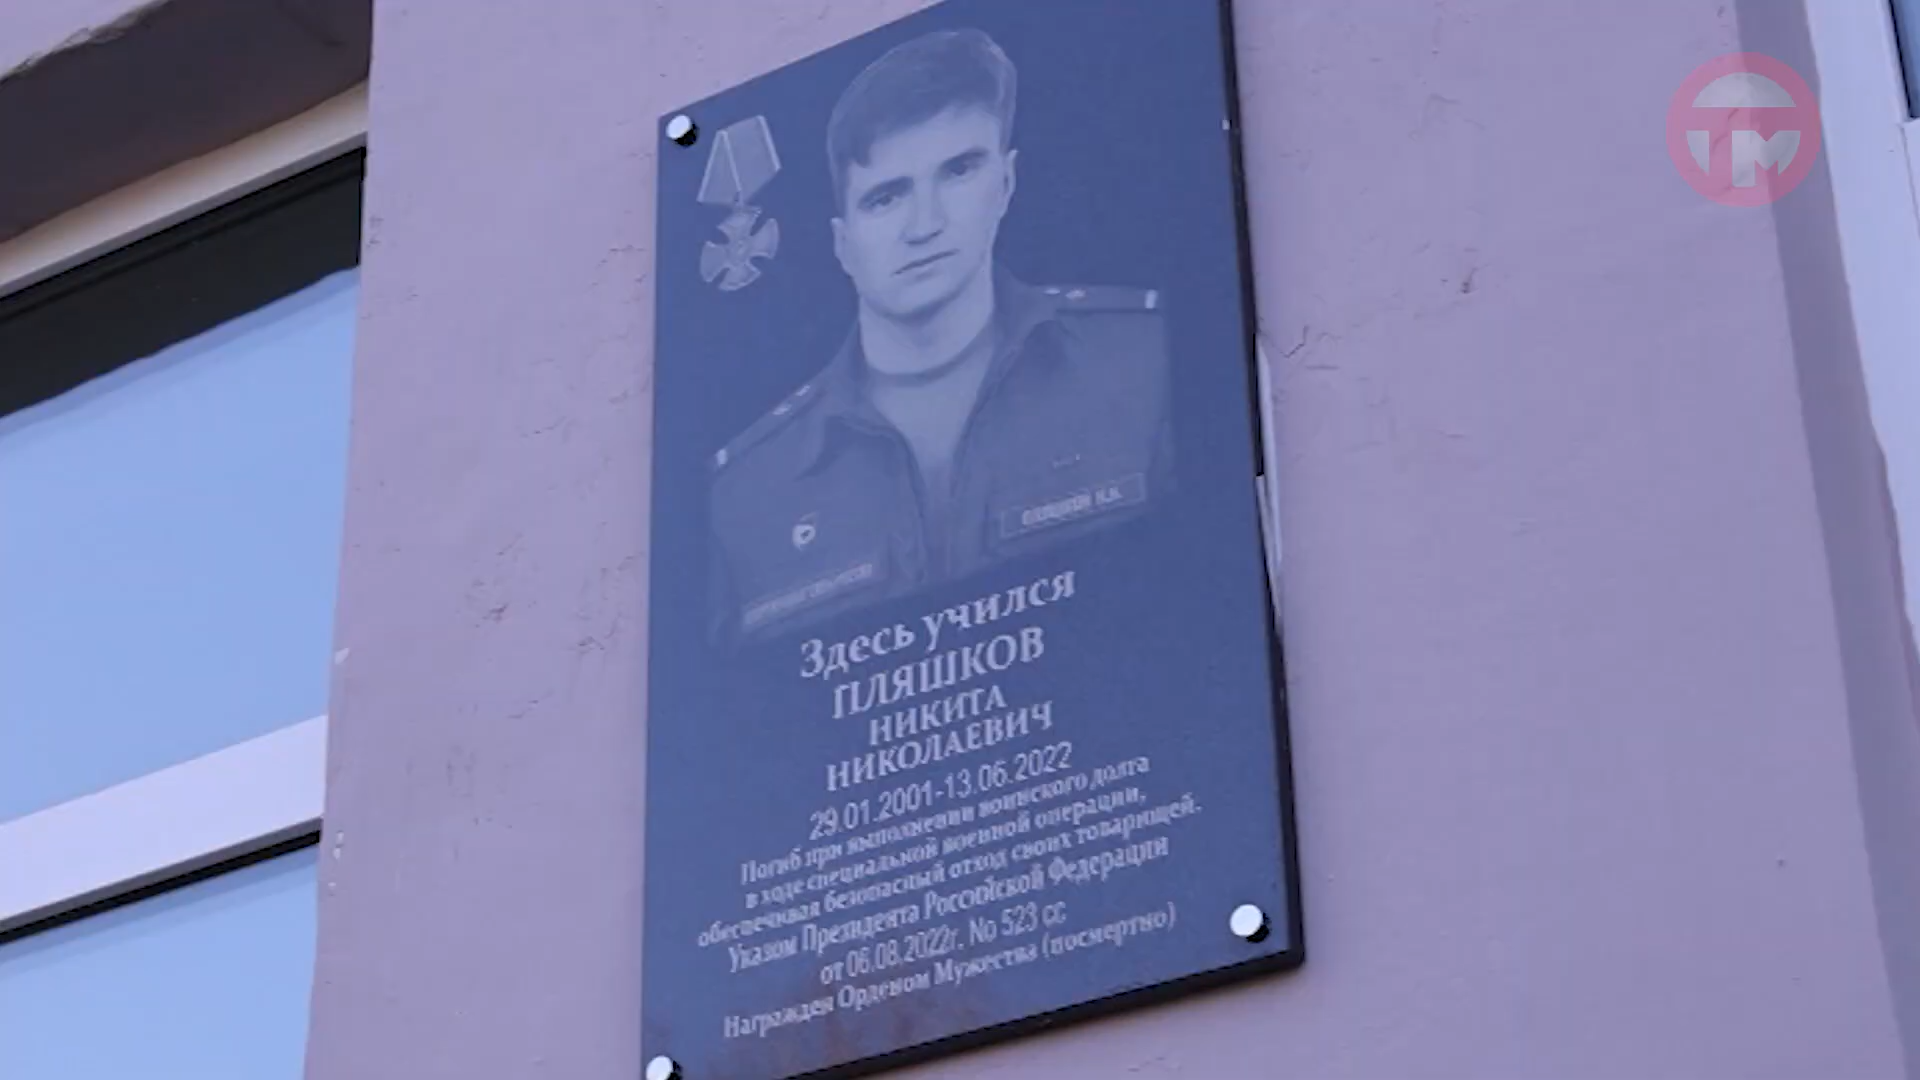 ТМ
Здесь учился
ПЛЯШКОВ
НИКИТА
НИКОЛАЕВИЧ
29.01.2001-13.06.2022
Погиб при выполнении воинского долга
в ходе специальной военной операции,
обеспечивая безопасный отход своих товарищей.
Указом Президента Российской Федерации
от 06.08.2022г. No 523 сс
Награжден Орденом Мужества (посмертно)